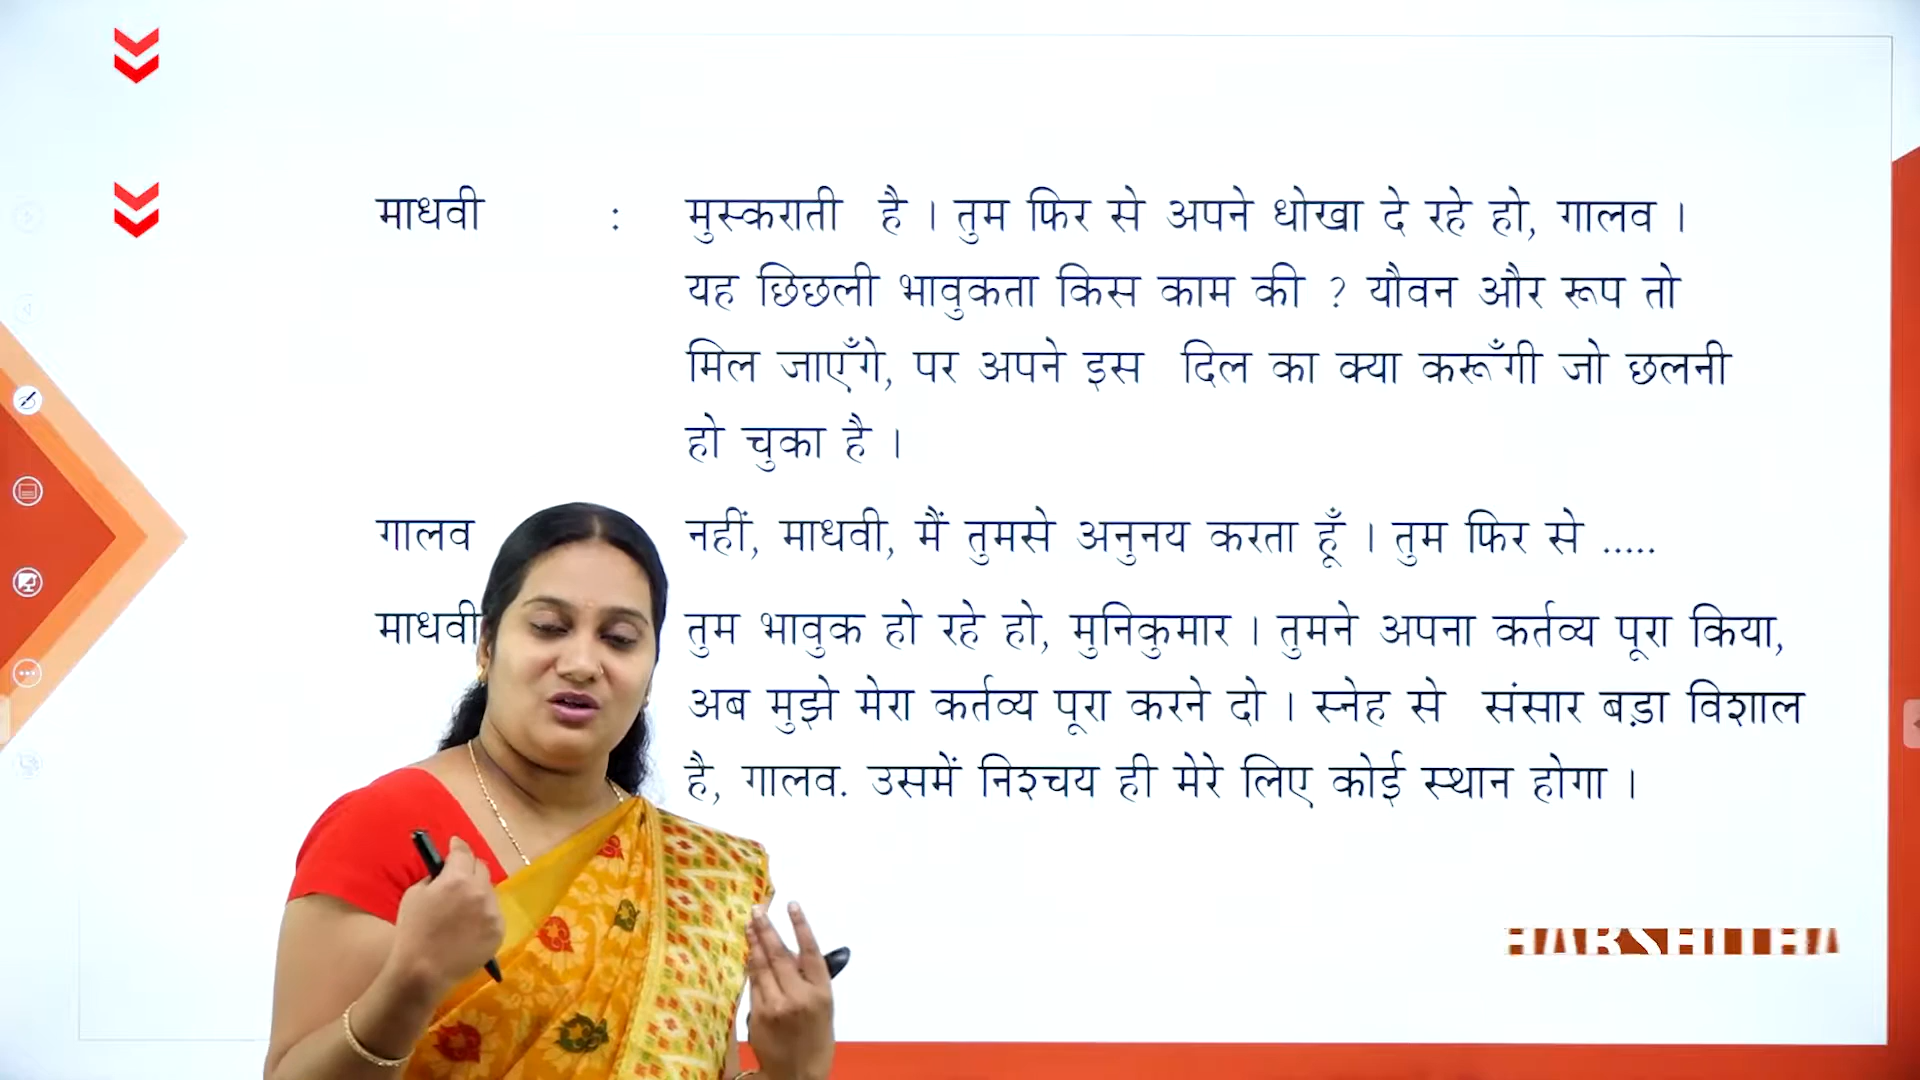 माधवी : मुस्कराती है । तुम फिर से अपने धोखा दे रहे हो, गालव ।
यह छिछली भावुकता किस काम की ? यौवन और रूप तो
मिल जाएँगे, पर अपने इस दिल का क्या करूँगी जो छलनी
हो चुका है ।
गालव नहीं, माधवी, मैं तुमसे अनुनय करता हूँ । तुम फिर से .....
माधवी तुम भावुक हो रहे हो, मुनिकुमार । तुमने अपना कर्तव्य पूरा किया,
अब मुझे मेरा कर्तव्य पूरा करने दो । स्नेह से संसार बड़ा विशाल
है, गालव. उसमें निश्चय ही मेरे लिए कोई स्थान होगा ।
HARSHITHA